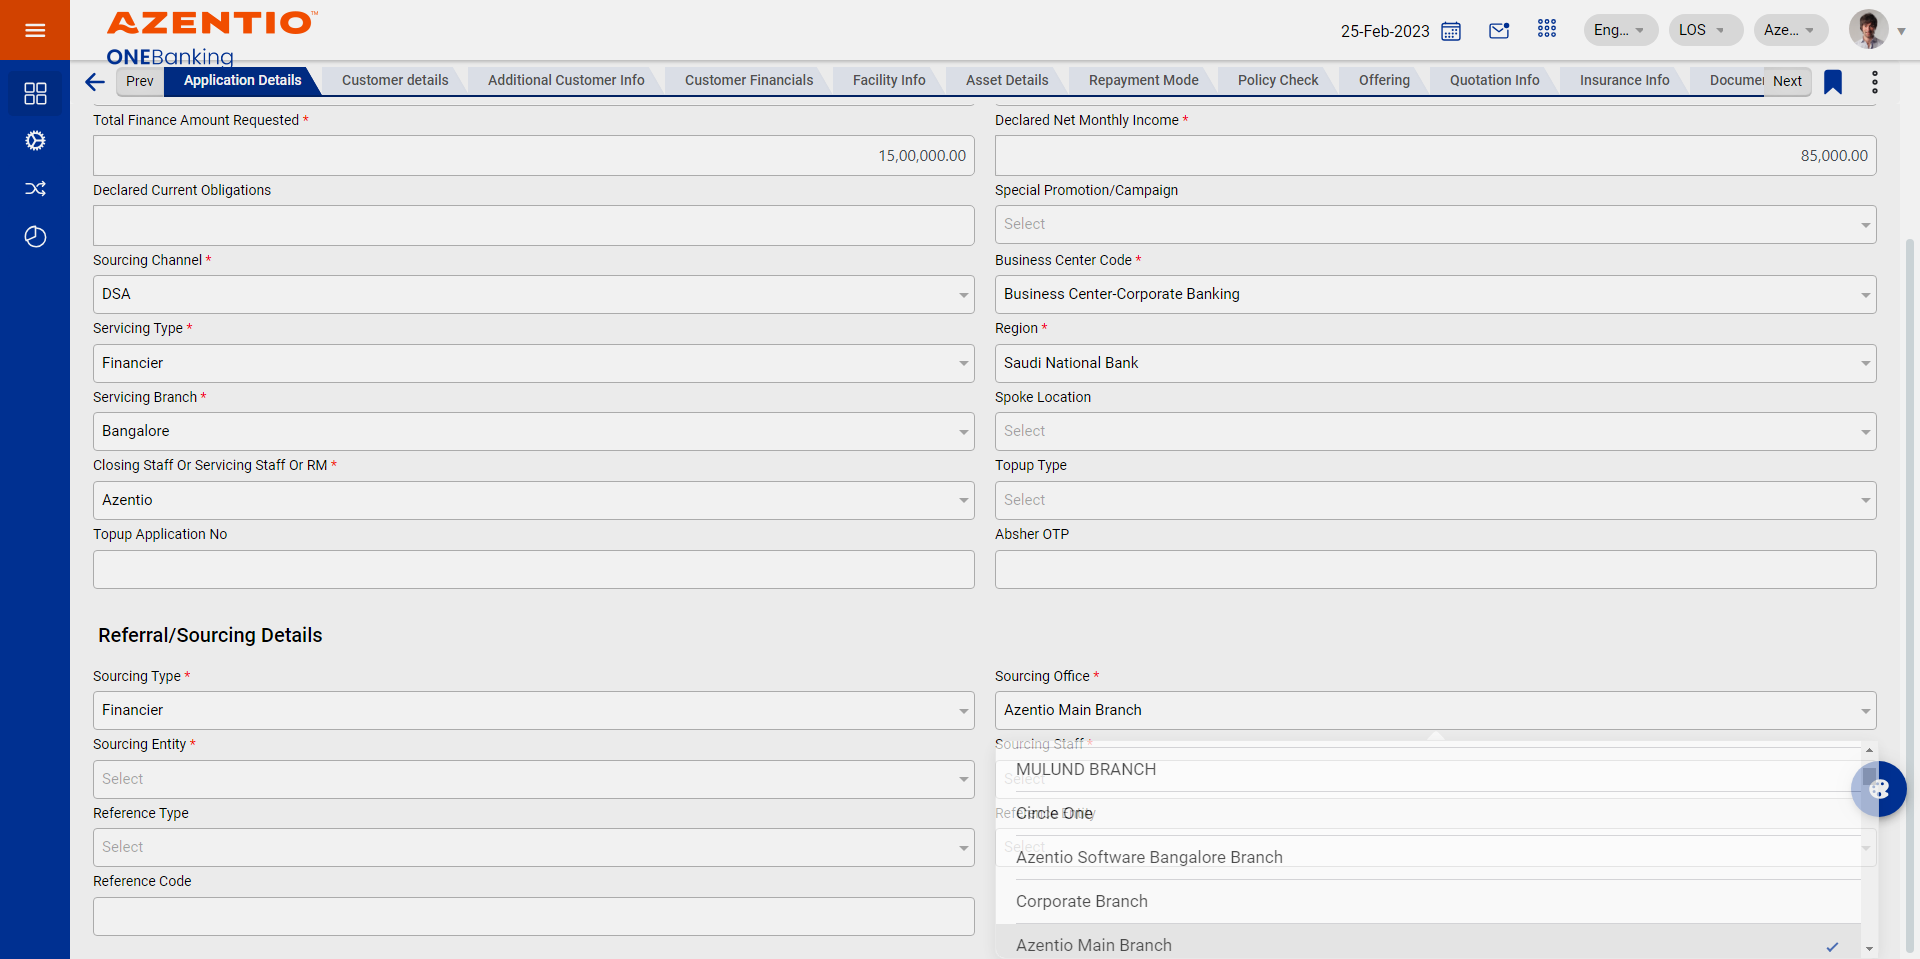 AZENTIO™
ONEBanking
25-Feb-2023
Eng...
LOS
Aze...
Prev
Application Details
Customer details
Additional Customer Info
Customer Financials
Facility Info
Asset Details
Repayment Mode
Policy Check
Offering
Quotation Info
Insurance Info
Documen
Next
Total Finance Amount Requested *
Declared Net Monthly Income *
15,00,000.00
85,000.00
Declared Current Obligations
Special Promotion/Campaign
Select
Sourcing Channel *
Business Center Code *
DSA
Business Center-Corporate Banking
Servicing Type *
Region *
Financier
Saudi National Bank
Servicing Branch *
Spoke Location
Bangalore
Select
Closing Staff Or Servicing Staff Or RM *
Topup Type
Azentio
Select
Topup Application No
Absher OTP
Referral/Sourcing Details
Sourcing Type *
Sourcing Office *
Financier
Azentio Main Branch
Sourcing Entity *
Sourcing Staff *
Select
Select
MULUND BRANCH
Reference Type
Reference Entity
Circle One
Select
Select
Azentio Software Bangalore Branch
Reference Code
Corporate Branch
Azentio Main Branch